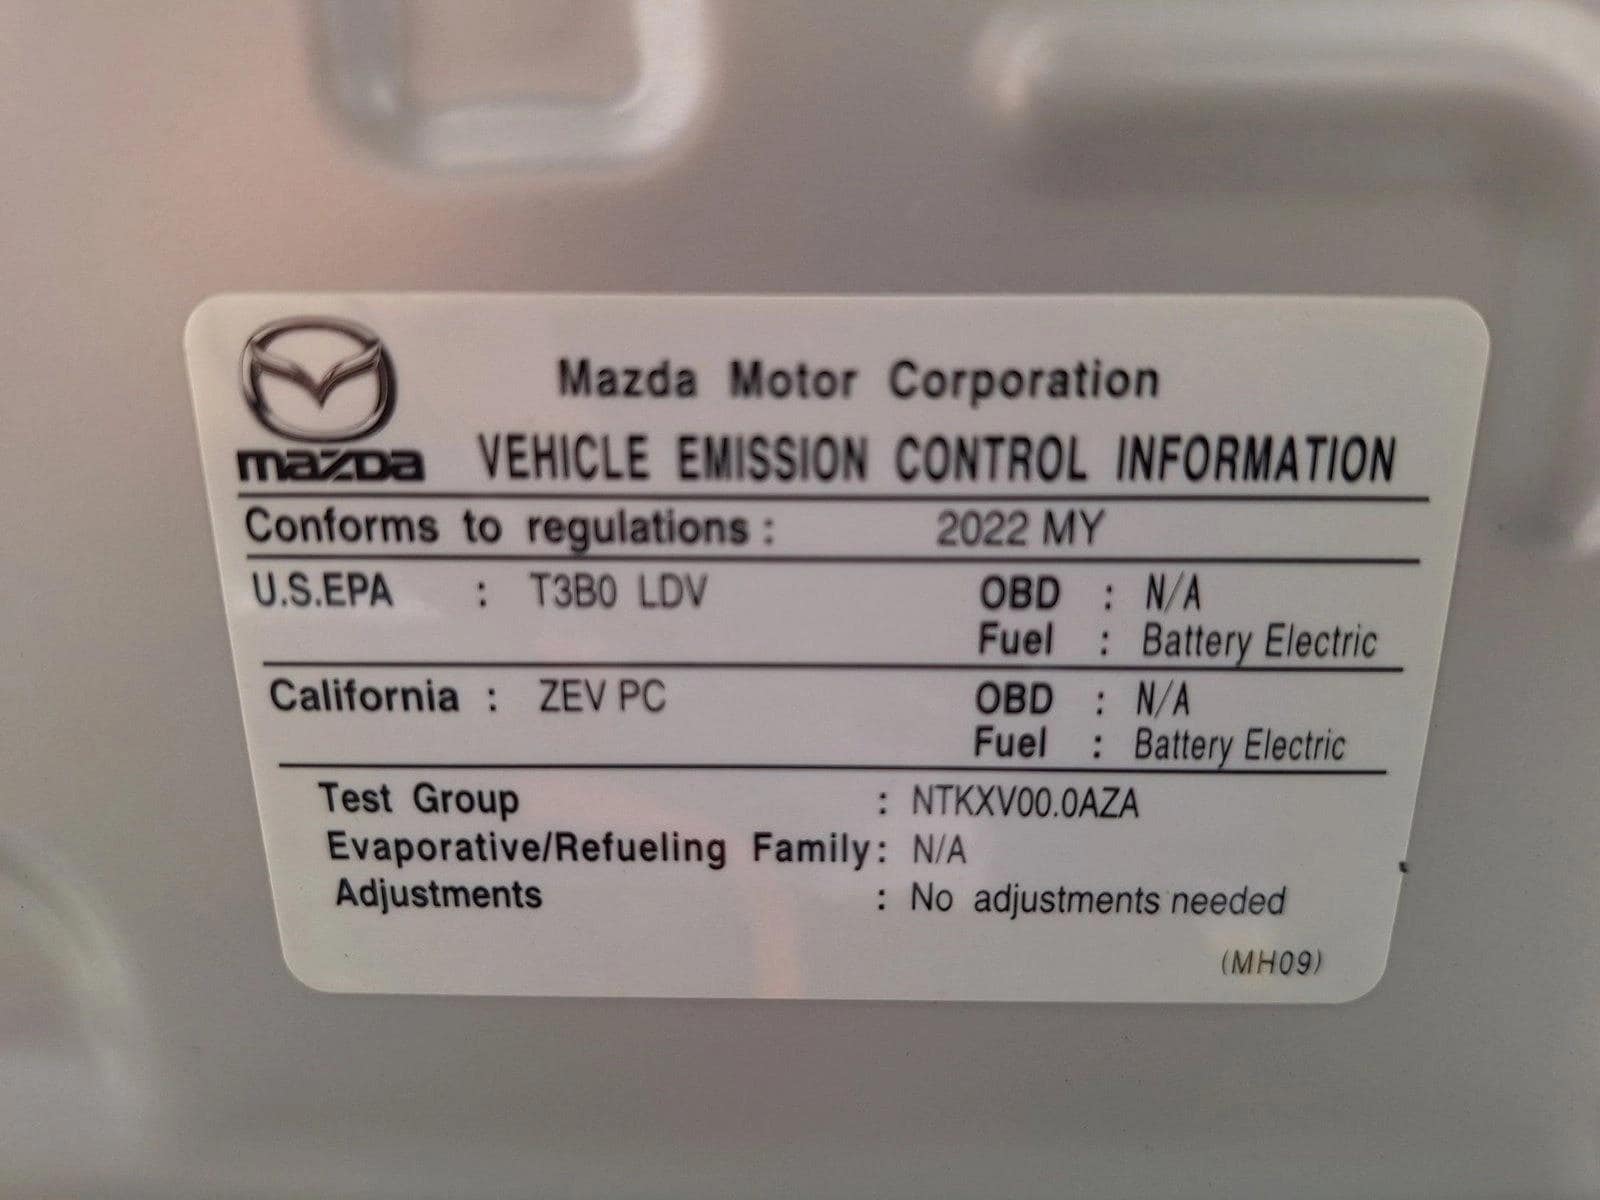 Mazda Motor Corporation
mazda VEHICLE EMISSION CONTROL INFORMATION
Conforms to regulations : 2022 MY
U.S.EPA : T3B0 LDV OBD : N/A
Fuel : Battery Electric
California : ZEV PC OBD : N/A
Fuel : Battery Electric
Test Group : NTKXV00.0AZA
Evaporative/Refueling Family : N/A
Adjustments : No adjustments needed
(MH09)